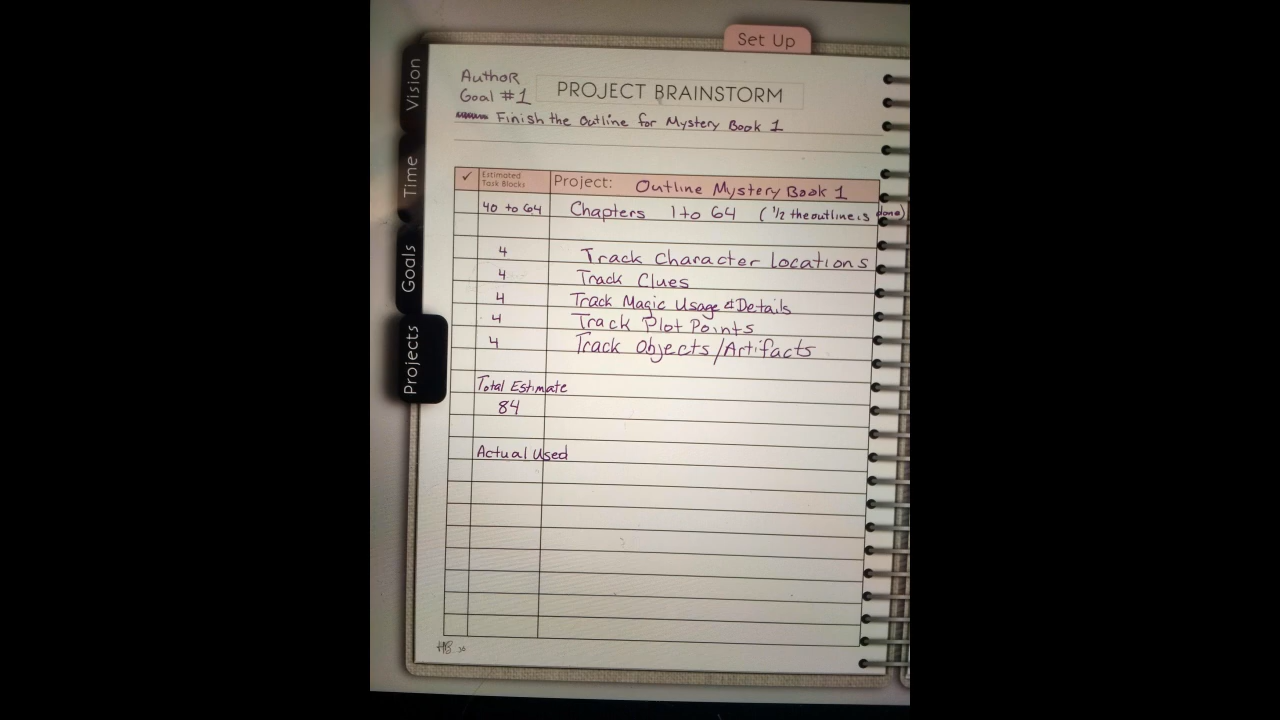 Set Up
Vision
Time
Goals
Projects
Author
Goal #1
PROJECT BRAINSTORM
Finish the Outline for Mystery Book 1
✓ Estimated Task Blocks Project: Outline Mystery Book 1
40 to 64 Chapters 1 to 64 (1/2 the outline is done)
4 Track Character Locations
4 Track Clues
4 Track Magic Usage & Details
4 Track Plot Points
4 Track Objects/Artifacts
Total Estimate
84
Actual Used